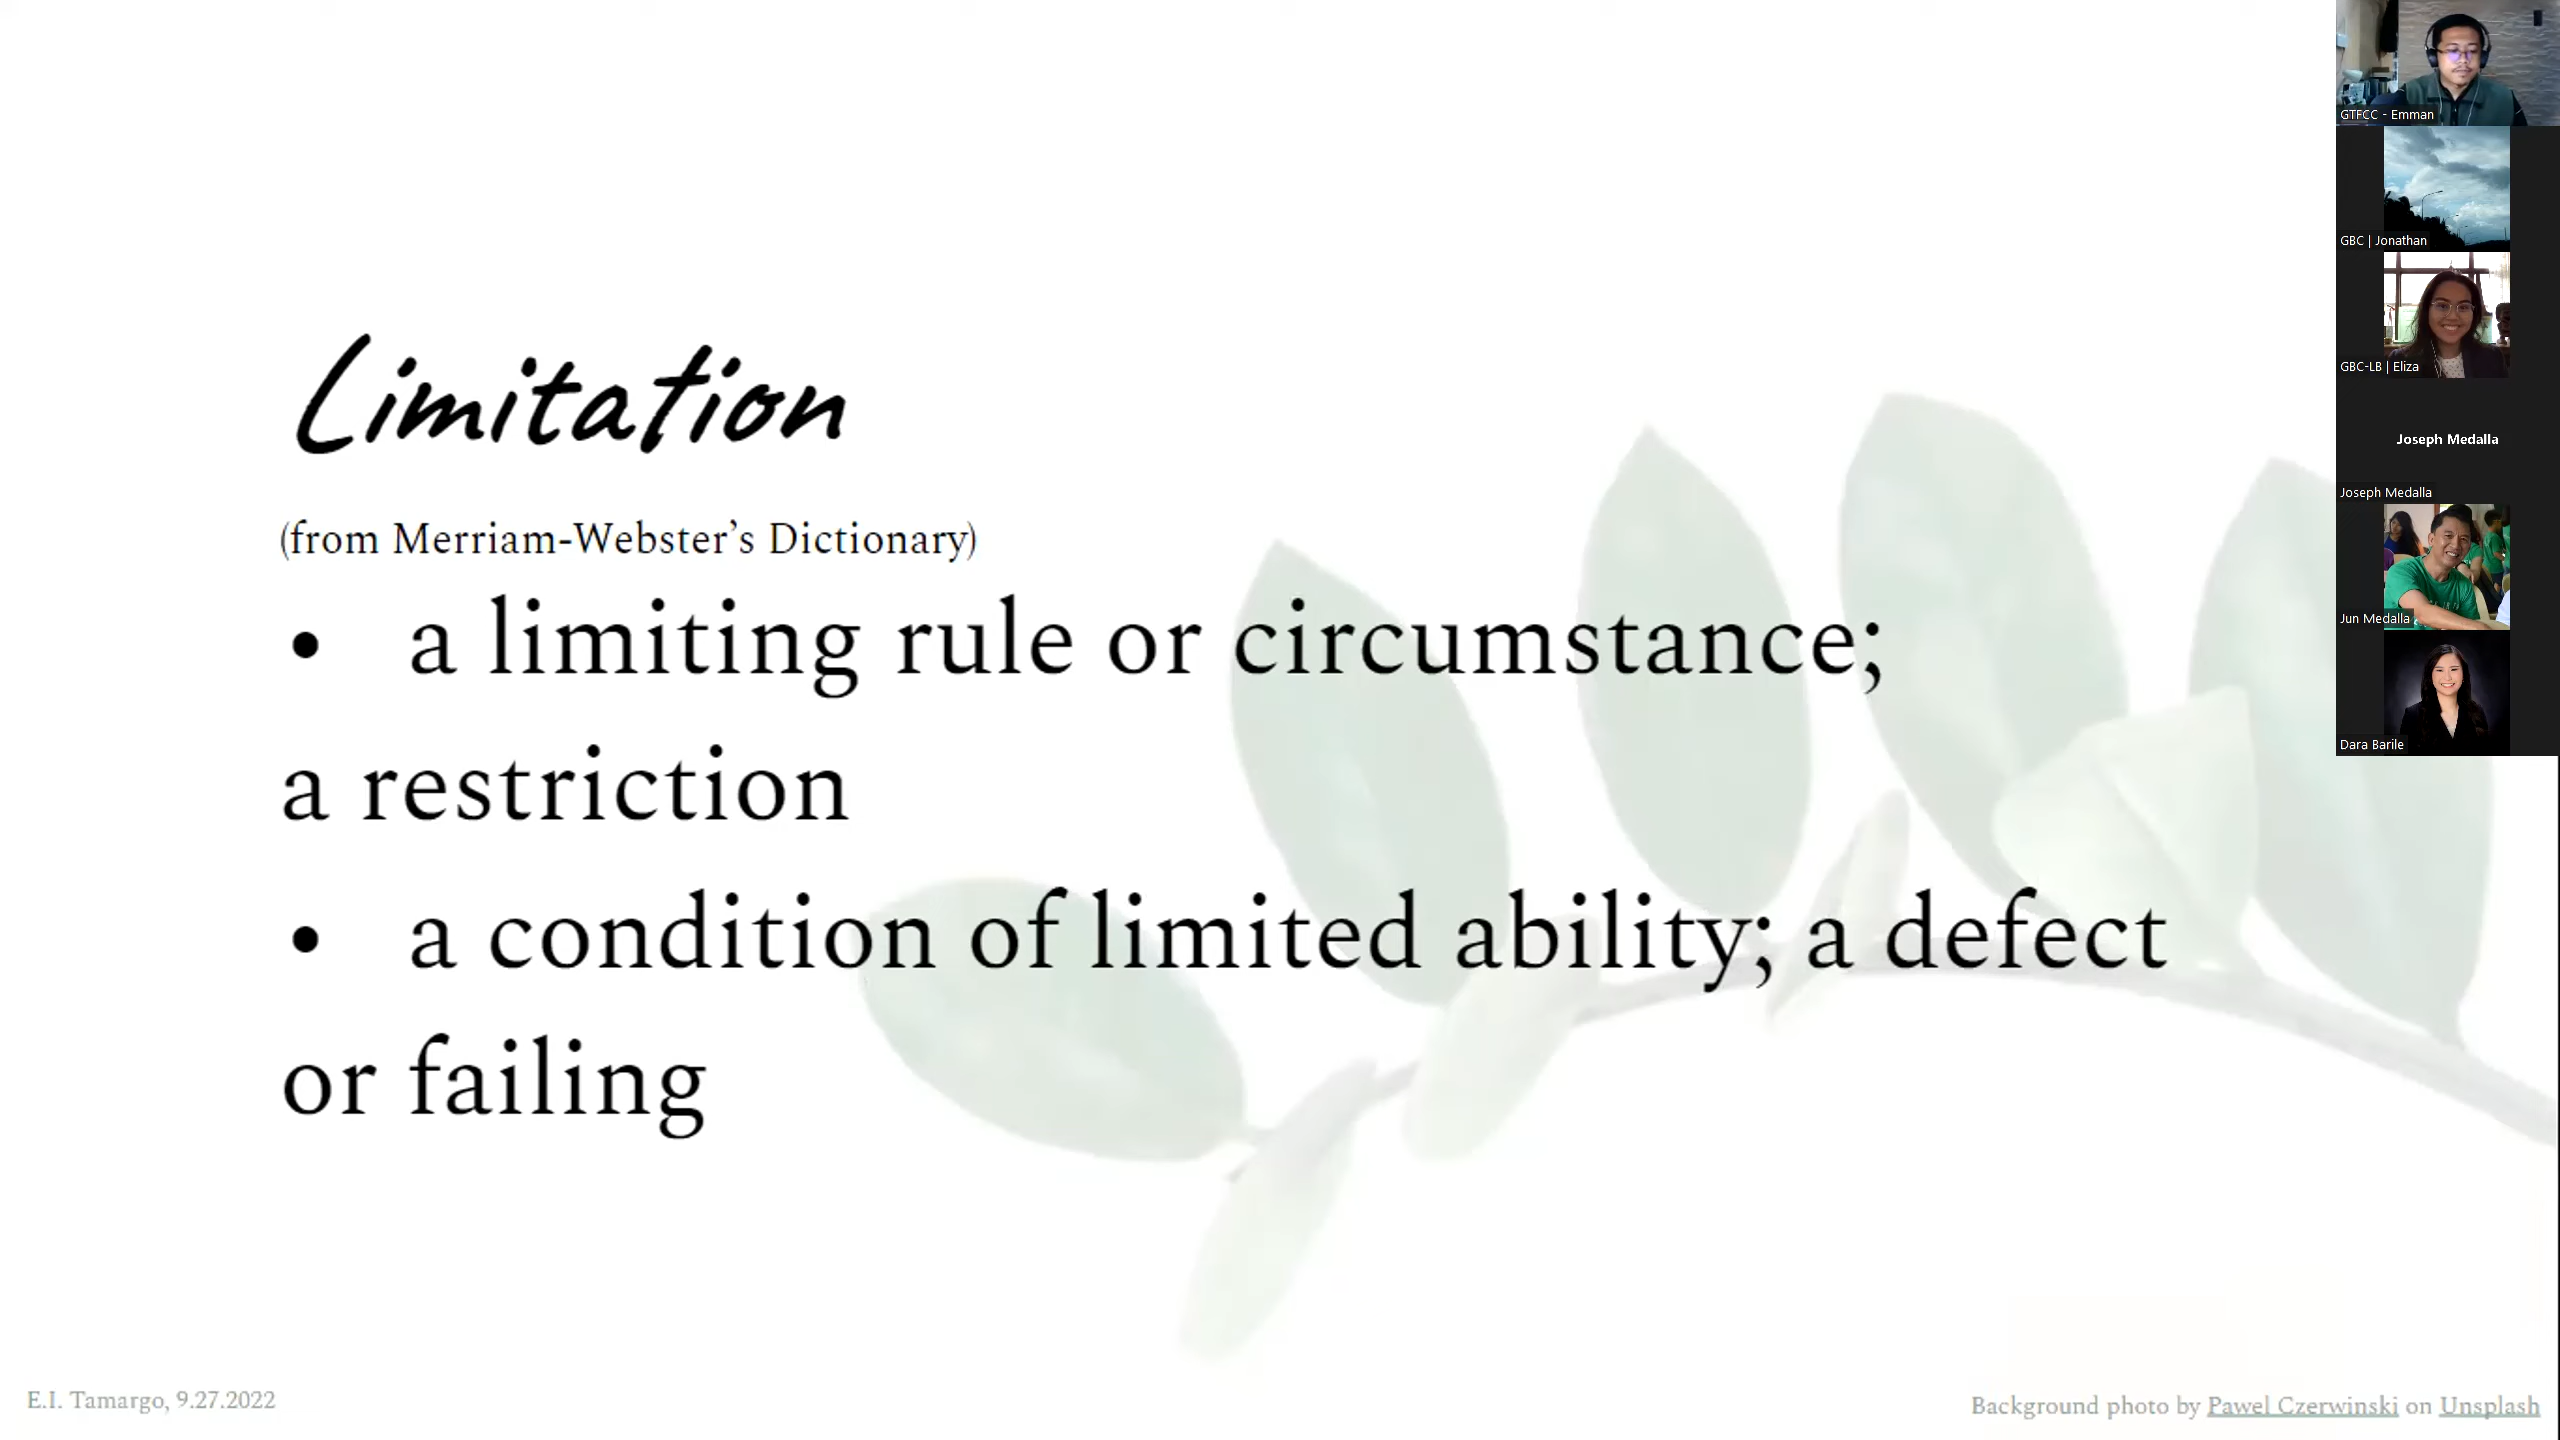 Limitation
(from Merriam-Webster’s Dictionary)
• a limiting rule or circumstance;
a restriction
• a condition of limited ability; a defect
or failing
E.I. Tamargo, 9.27.2022
Background photo by Pawel Czerwinski on Unsplash
GTFCC - Emman
GBC | Jonathan
GBC-LB | Eliza
Joseph Medalla
Joseph Medalla
Jun Medalla
Dara Barile